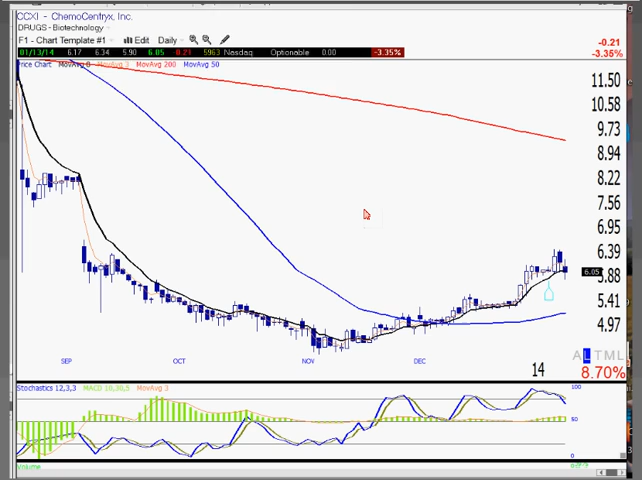 CCXI - ChemoCentryx, Inc.
DRUGS - Biotechnology
F1 - Chart Template #1 Edit Daily
01/13/14 6.17 6.34 5.90 6.05 -0.21 5963 Nasdaq Optionable 0.00 -3.35%
-0.21
-3.35%
Price Chart MovAvg 8 MovAvg 3 MovAvg 200 MovAvg 50
11.50
10.58
9.73
8.94
8.22
7.56
6.95
6.39
6.05
5.88
5.41
4.97
SEP OCT NOV DEC 14
ALTML
8.70%
Stochastics 12,3,3 MACD 10,30,5 MovAvg 3
100
50
Volume